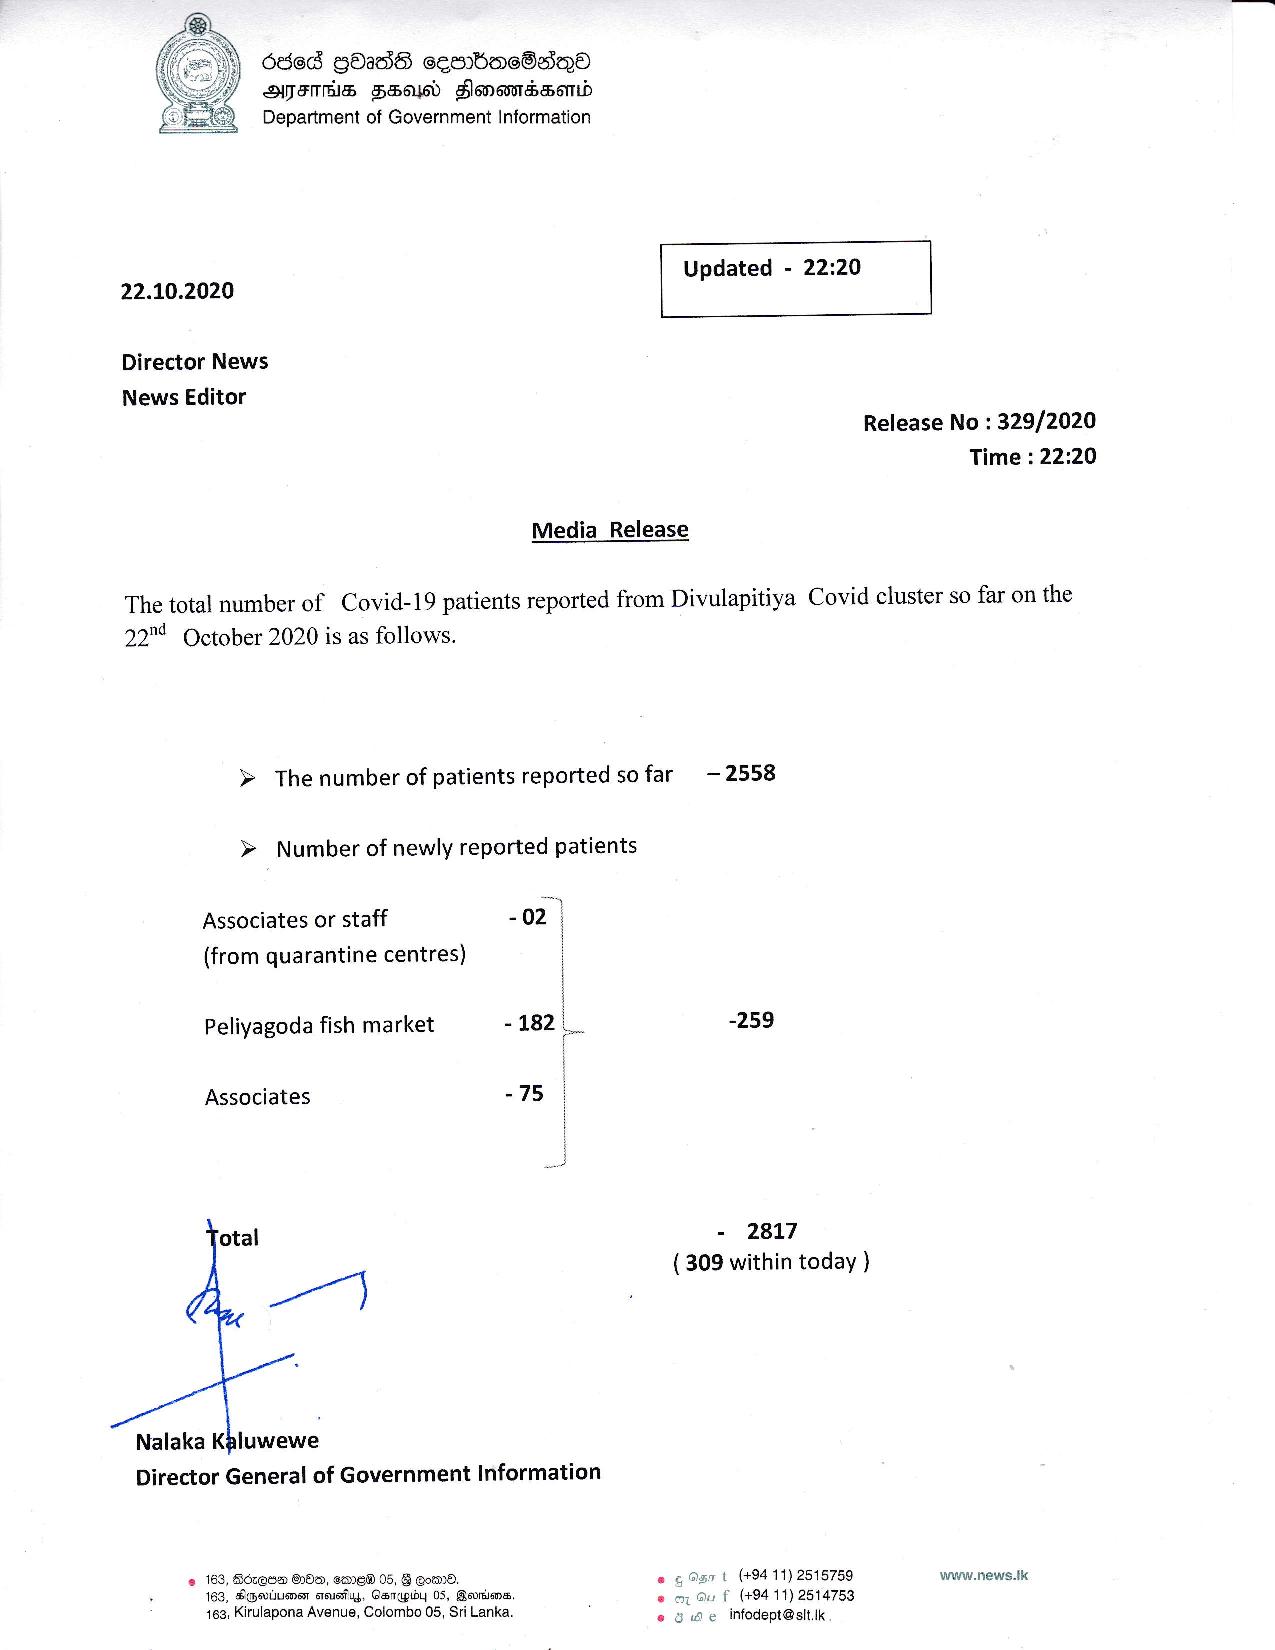 රජයේ ප්‍රවෘත්ති දෙපාර්තමේන්තුව
அரசாங்க தகவல் திணைக்களம்
Department of Government Information
Updated - 22:20
22.10.2020
Director News
News Editor
Release No : 329/2020
Time : 22:20
Media Release
The total number of Covid-19 patients reported from Divulapitiya Covid cluster so far on the
22nd October 2020 is as follows.
➢ The number of patients reported so far – 2558
➢ Number of newly reported patients
Associates or staff - 02
(from quarantine centres)
Peliyagoda fish market - 182 -259
Associates - 75
Total - 2817
( 309 within today )
Nalaka Kaluwewe
Director General of Government Information
163, කිරුලපන මාවත, කොළඹ 05, ශ්‍රී ලංකාව.
163, கிருலப்பனை எவனியு, கொழும்பு 05, இலங்கை.
163, Kirulapona Avenue, Colombo 05, Sri Lanka.
දු தொ t (+94 11) 2515759
ෆැ பெ f (+94 11) 2514753
ඊ மி e infodept@slt.lk
www.news.lk